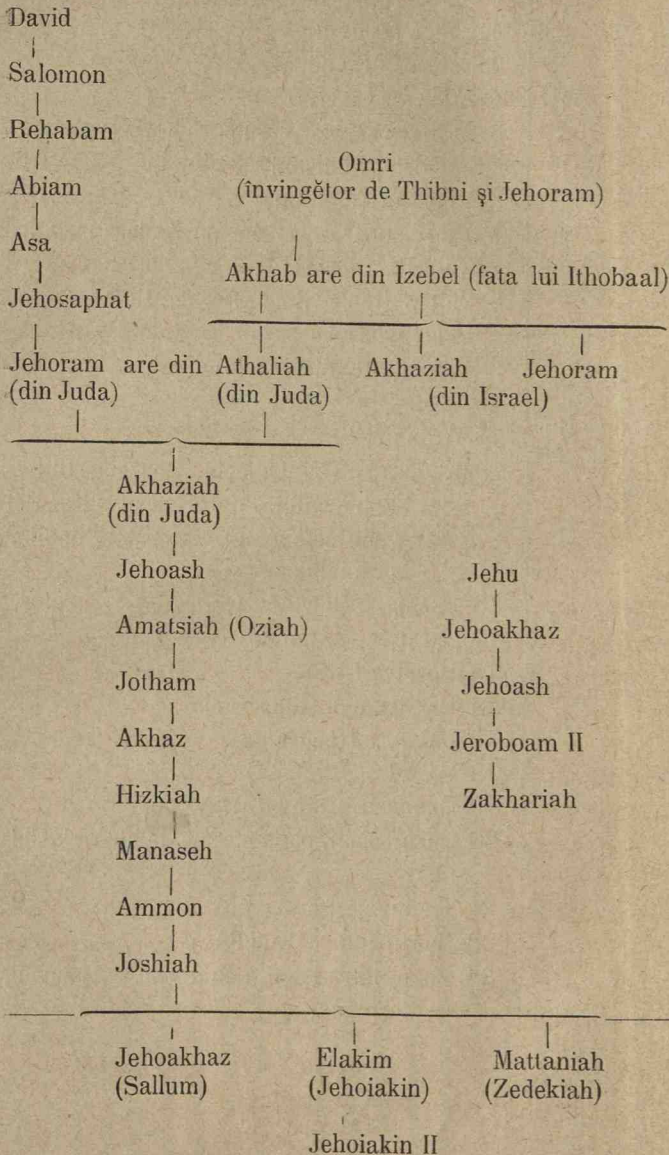 David
Salomon
Rehabam
Abiam
Asa
Jehosaphat
Omri
(învingĕtor de Thibni şi Jehoram)
Akhab are din Izebel (fata lui Ithobaal)
Jehoram are din Athaliah Akhaziah Jehoram
(din Juda) (din Juda) (din Israel)
Akhaziah
(din Juda)
Jehoash
Amatsiah (Oziah)
Jotham
Akhaz
Hizkiah
Manaseh
Ammon
Joshiah
Jehu
Jehoakhaz
Jehoash
Jeroboam II
Zakhariah
Jehoakhaz Elakim Mattaniah
(Sallum) (Jehoiakin) (Zedekiah)
Jehoiakin II